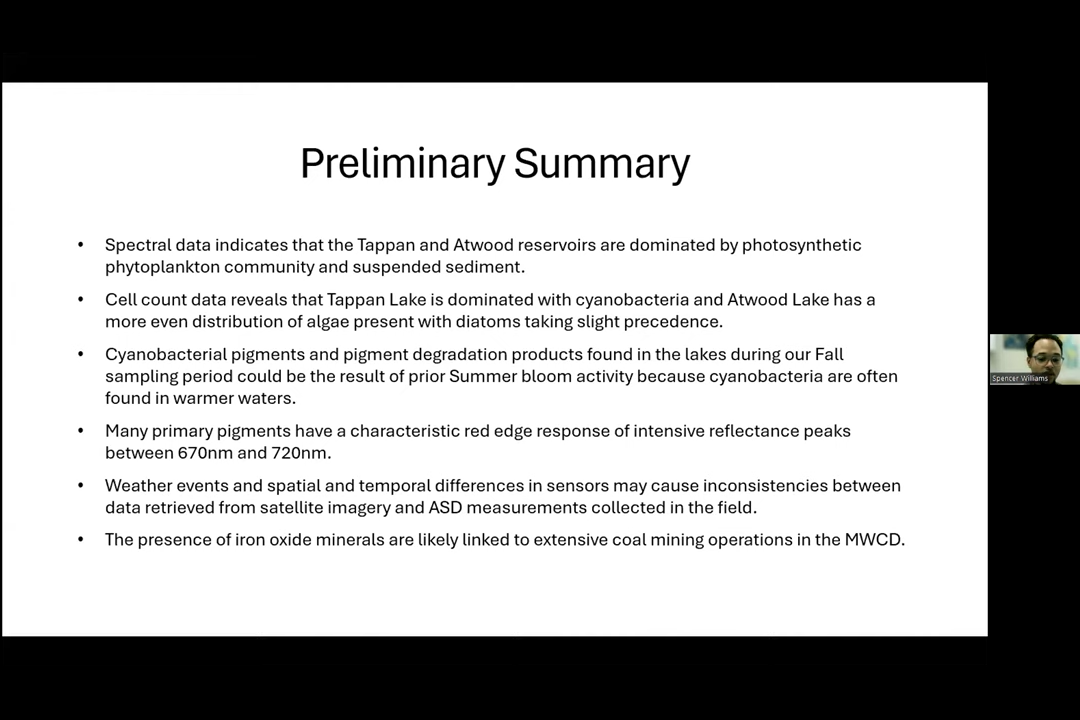 Preliminary Summary
• Spectral data indicates that the Tappan and Atwood reservoirs are dominated by photosynthetic
phytoplankton community and suspended sediment.
• Cell count data reveals that Tappan Lake is dominated with cyanobacteria and Atwood Lake has a
more even distribution of algae present with diatoms taking slight precedence.
• Cyanobacterial pigments and pigment degradation products found in the lakes during our Fall
sampling period could be the result of prior Summer bloom activity because cyanobacteria are often
found in warmer waters.
• Many primary pigments have a characteristic red edge response of intensive reflectance peaks
between 670nm and 720nm.
• Weather events and spatial and temporal differences in sensors may cause inconsistencies between
data retrieved from satellite imagery and ASD measurements collected in the field.
• The presence of iron oxide minerals are likely linked to extensive coal mining operations in the MWCD.
Spencer Williams